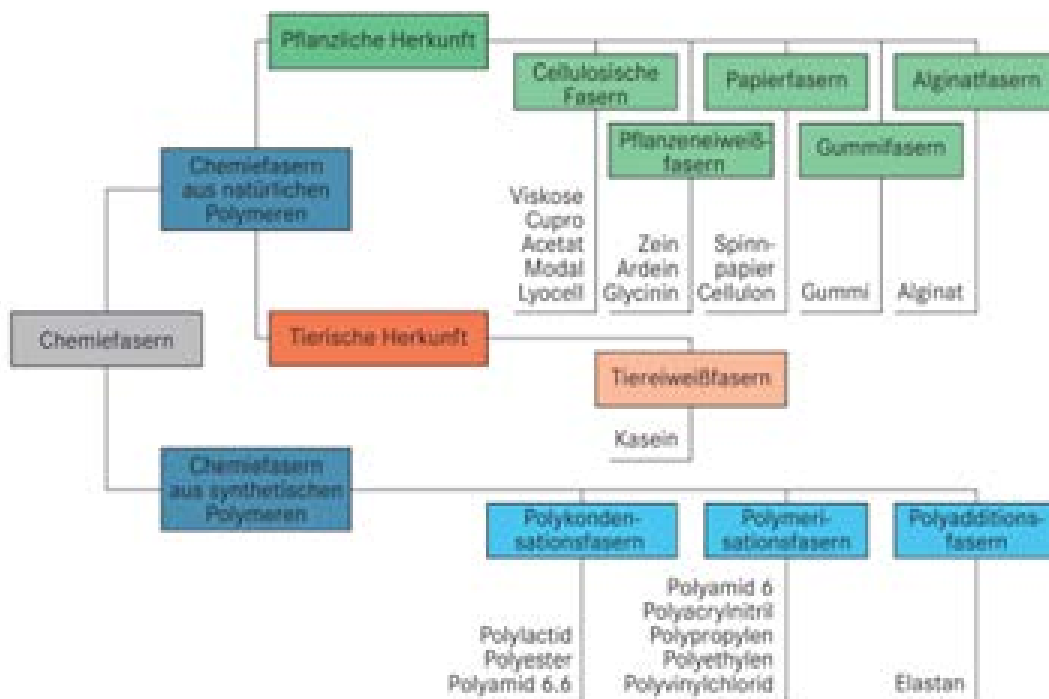 Pflanzliche Herkunft
Cellulosische
Fasern
Papierfasern
Alginatfasern
Pflanzeneiweiß-
fasern
Gummifasern
Chemiefasern
aus natürlichen
Polymeren
Viskose
Cupro
Acetat
Modal
Lyocell
Zein
Ardein
Glycinin
Spinn-
papier
Cellulon
Gummi
Alginat
Chemiefasern
Tierische Herkunft
Tiereiweißfasern
Kasein
Chemiefasern
aus synthetischen
Polymeren
Polykonden-
sationsfasern
Polymeri-
sationsfasern
Polyadditions-
fasern
Polylactid
Polyester
Polyamid 6.6
Polyamid 6
Polyacrylnitril
Polypropylen
Polyethylen
Polyvinylchlorid
Elastan